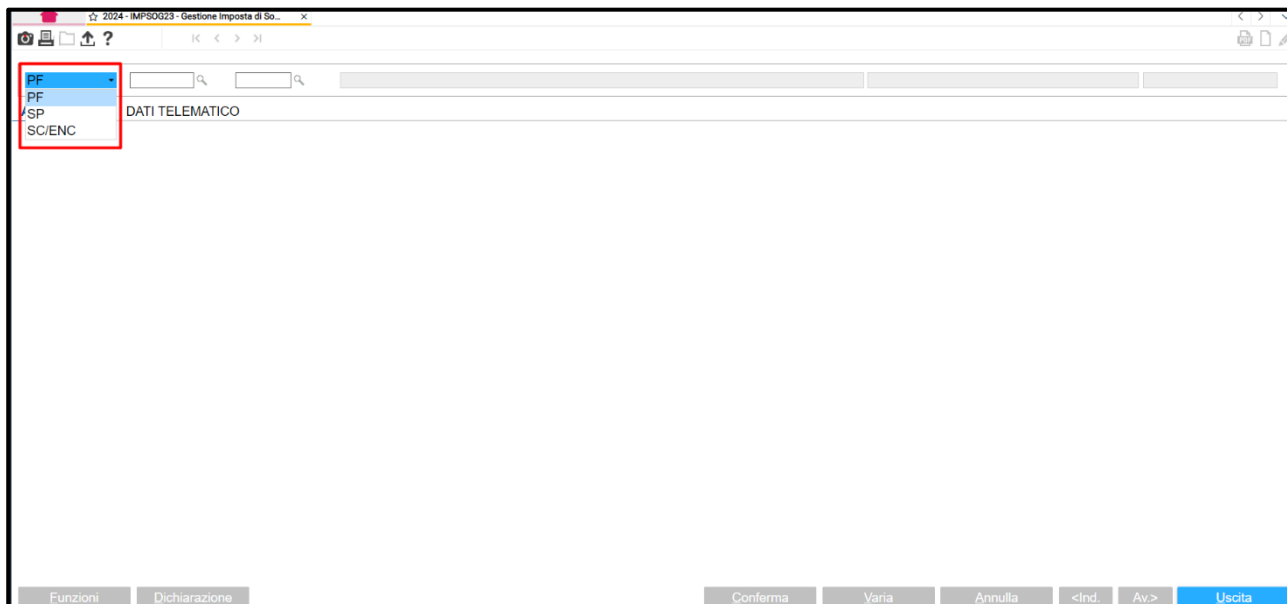 2024 - IMPSOG23 - Gestione Imposta di So...
?
PF
PF
SP
SC/ENC
DATI TELEMATICO
Funzioni Dichiarazione Conferma Varia Annulla <Ind. Av.> Uscita